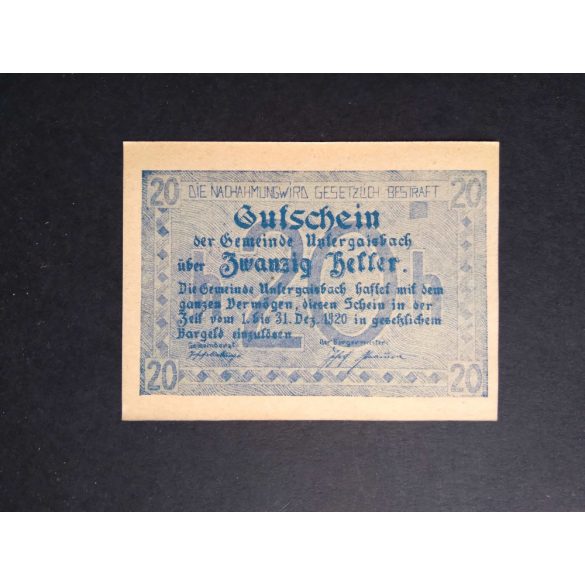 20 DIE NACHAHMUNG WIRD GESETZLICH BESTRAFT 20
Gutschein
der Gemeinde Untergaisbach
über Zwanzig Heller.
Die Gemeinde Untergaisbach haftet mit dem
ganzen Vermögen, diesen Schein in der
Zeit vom 1. bis 31. Dez. 1920 in gesetzlichem
Bargeld einzulösen.
Gemeinderat: Der Bürgermeister:
20 20
h 20 h